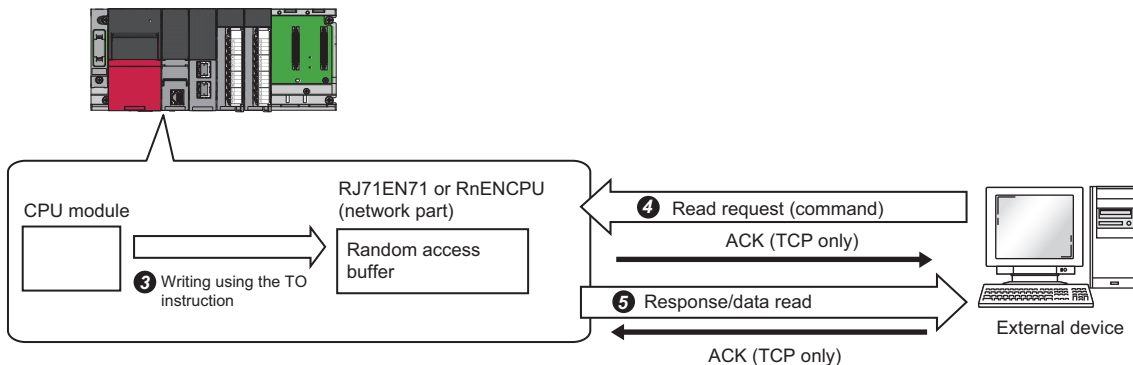 RJ71EN71 or RnENCPU
(network part)
CPU module
Random access
buffer
3 Writing using the TO
instruction
4 Read request (command)
ACK (TCP only)
5 Response/data read
ACK (TCP only)
External device